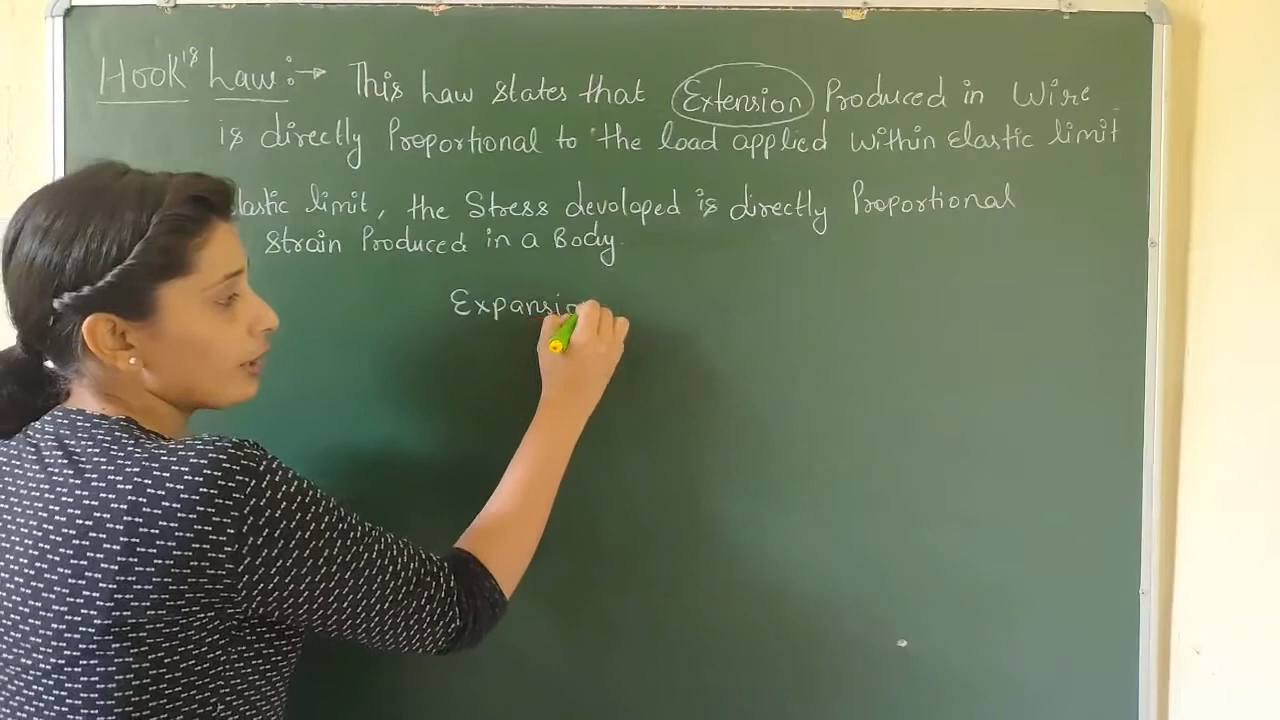 Hook's Law :→ This Law states that Extension Produced in Wire
is directly Proportional to the load applied within elastic limit
lastic limit, the Stress devoloped is directly Proportional
strain Produced in a Body.
Expansio